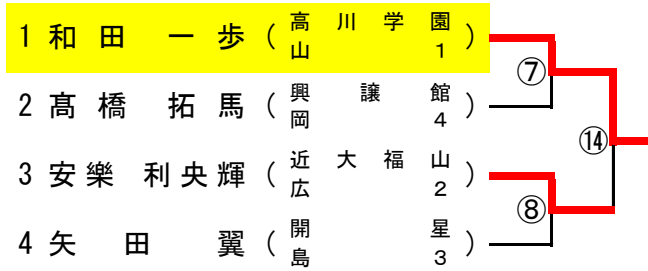 1 和田 一歩 (高川学園 山1)
⑦
2 髙橋 拓馬 (興譲館 岡4)
⑭
3 安樂 利央輝 (近大福山 広2)
⑧
4 矢田 翼 (開星 島3)